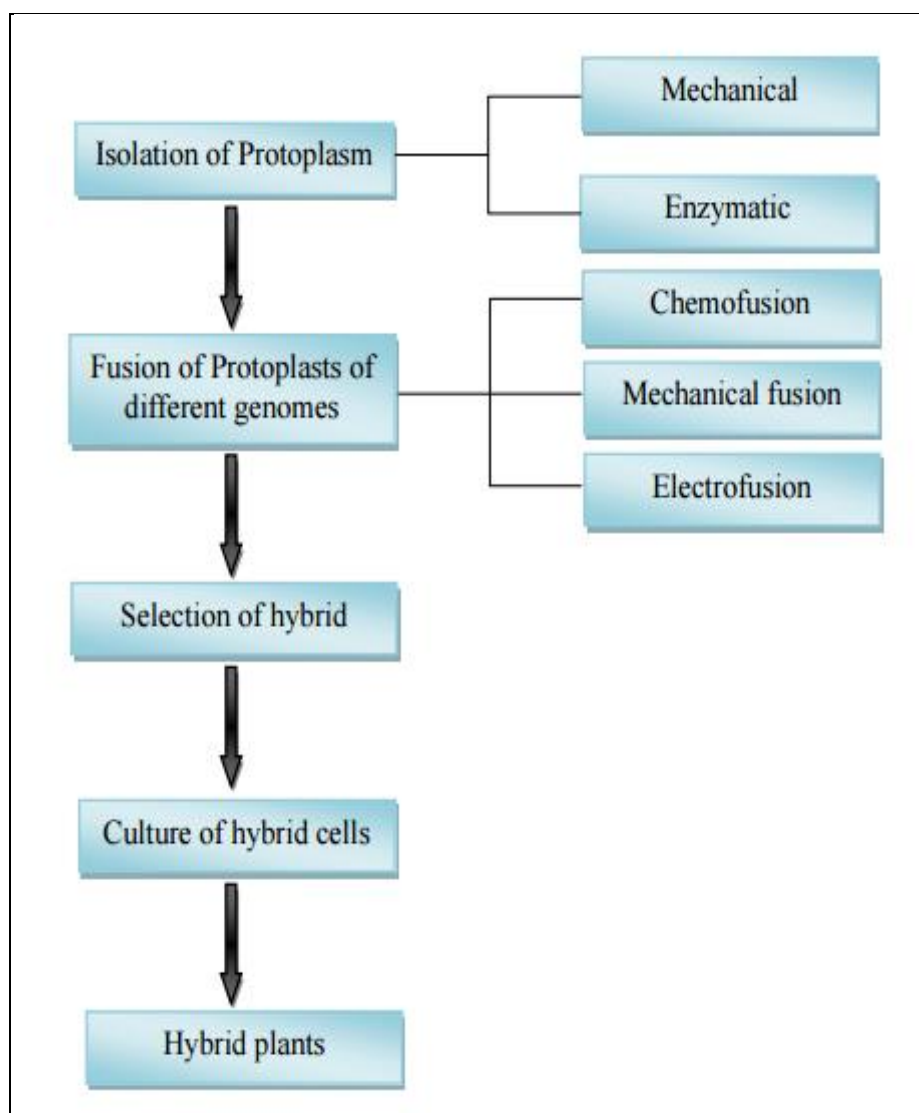 Mechanical
Isolation of Protoplasm
Enzymatic
Chemofusion
Fusion of Protoplasts of
different genomes
Mechanical fusion
Electrofusion
Selection of hybrid
Culture of hybrid cells
Hybrid plants